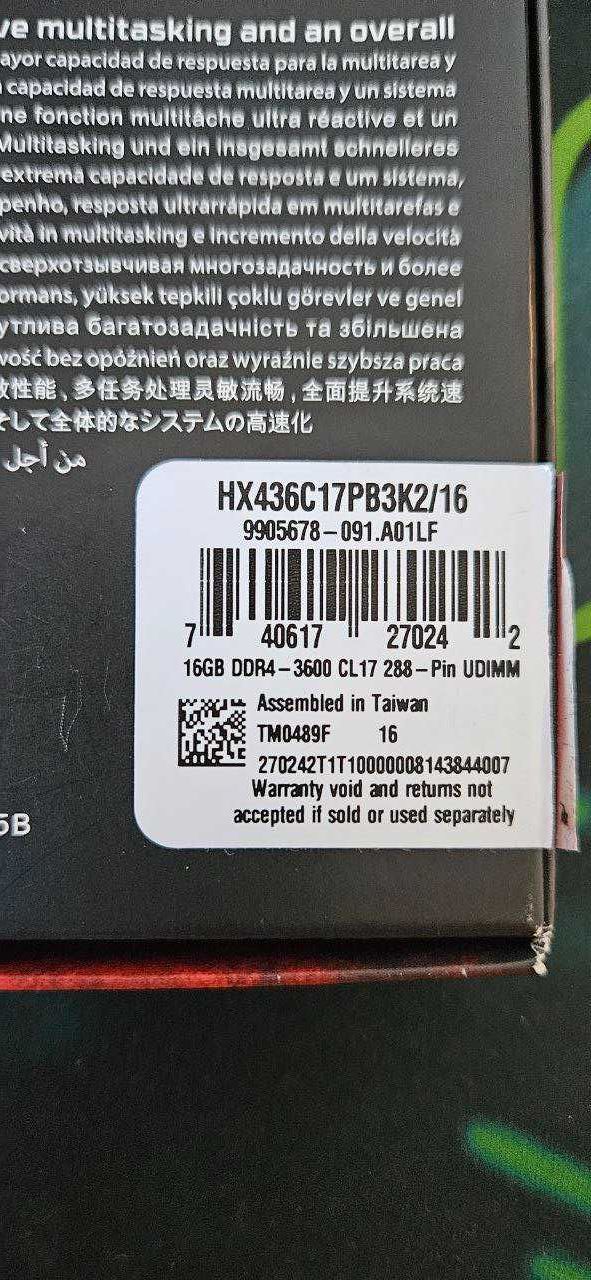 ve multitasking and an overall
ayor capacidad de respuesta para la multitarea y
capacidad de respuesta multitarea y un sistema
ne fonction multitâche ultra réactive et un
Multitasking und ein insgesamt schnelleres
extrema capacidade de resposta e um sistema,
penho, resposta ultrarrápida em multitarefas e
vità in multitasking e incremento della velocità
сверхотзывчивая многозадачность и более
ormans, yüksek tepkili çoklu görevler ve genel
утлива багатозадачність та збільшена
wość bez opóźnień oraz wyraźnie szybsza praca
效性能、多任务处理灵敏流畅，全面提升系统速
そして全体的なシステムの高速化
من أجل
HX436C17PB3K2/16
9905678-091.A01LF
7 40617 27024 2
16GB DDR4-3600 CL17 288-Pin UDIMM
Assembled in Taiwan
TM0489F 16
270242T1T10000008143844007
Warranty void and returns not
accepted if sold or used separately
5B